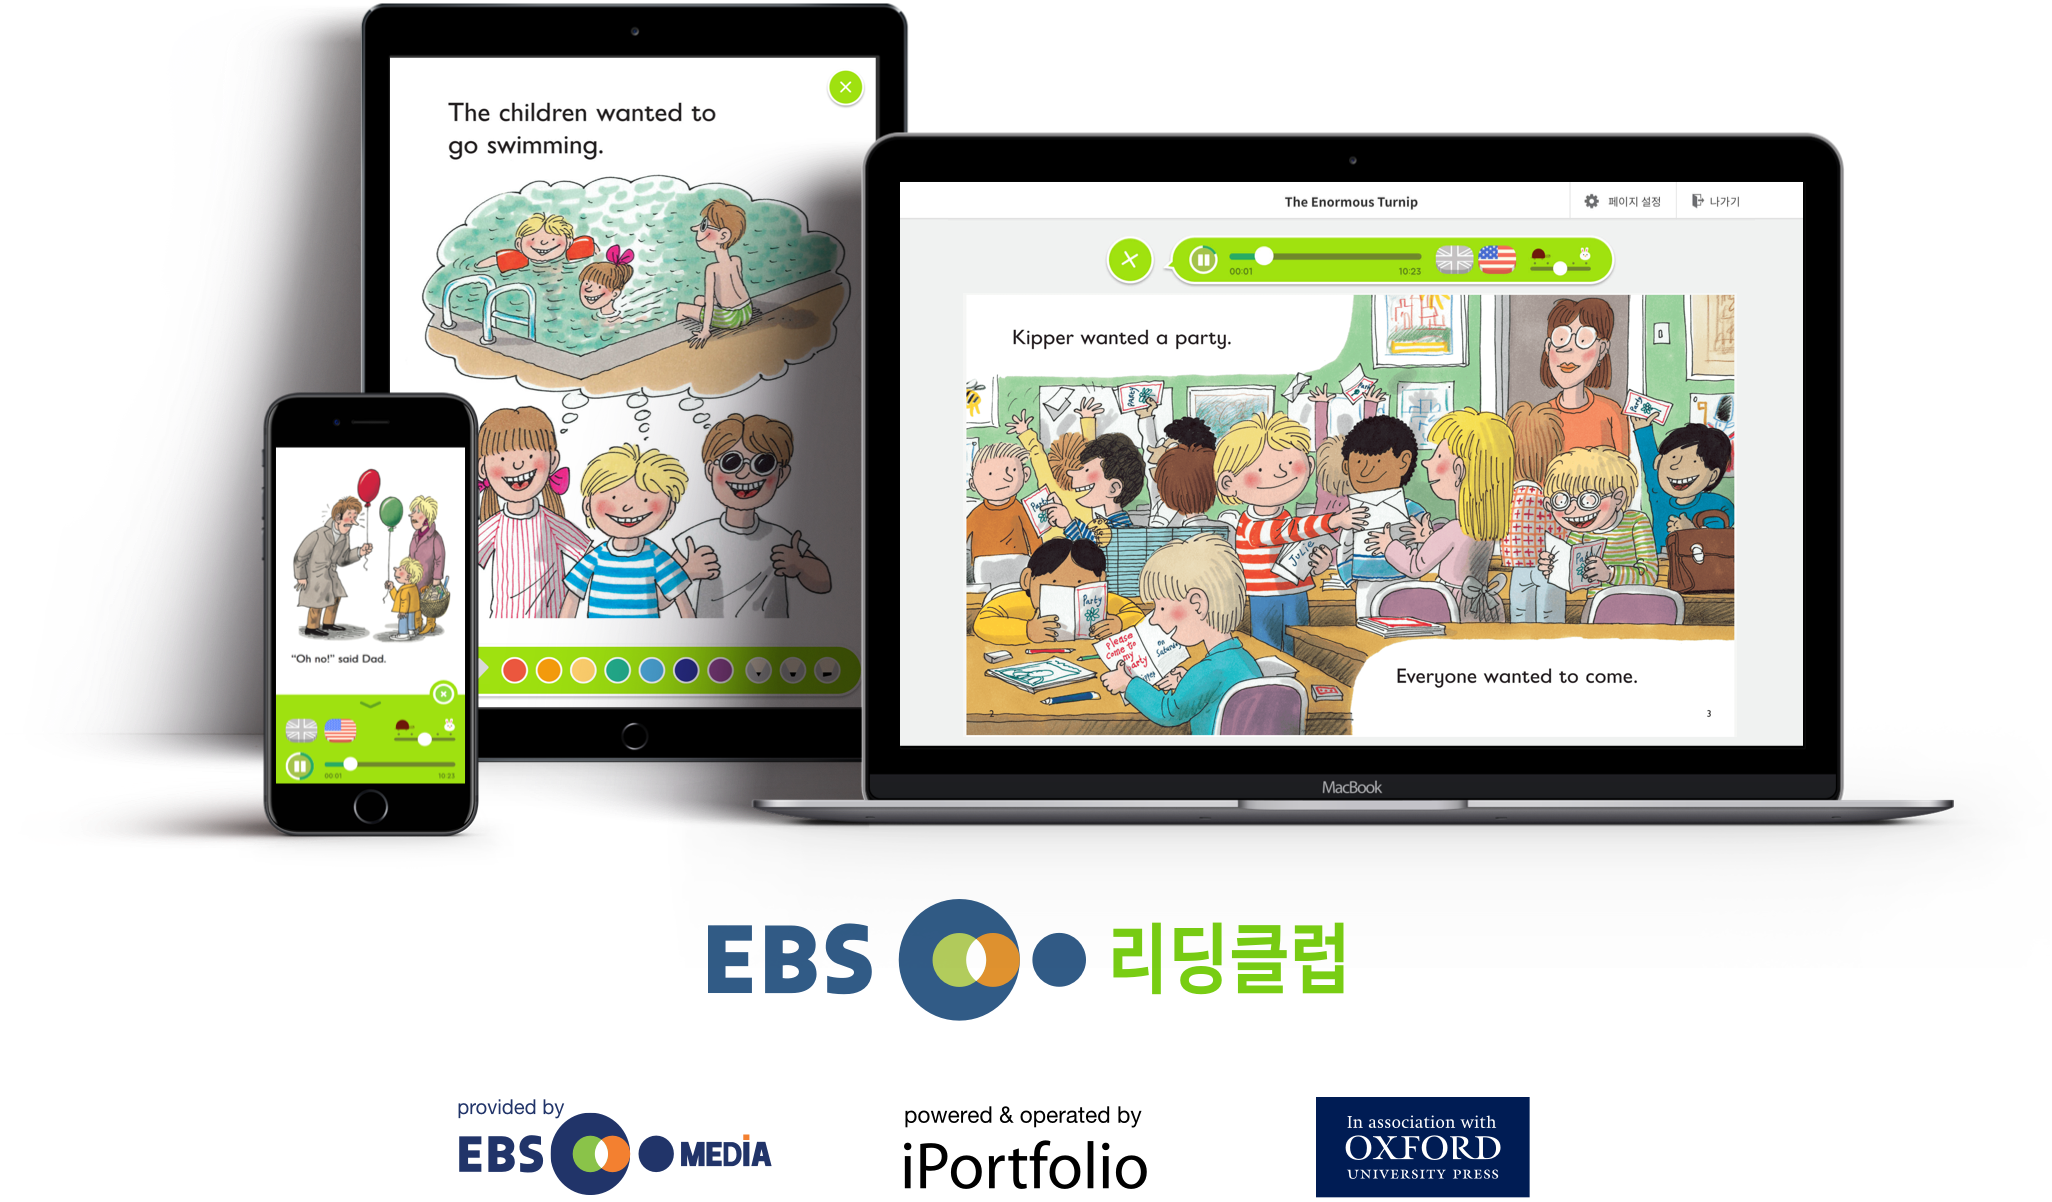 The children wanted to
go swimming.
The Enormous Turnip
페이지 설정
나가기
00:01
10:23
Kipper wanted a party.
Party
Party
Julie
Party
Please
come to
my
on
Saturday
Everyone wanted to come.
2
3
MacBook
"Oh no!" said Dad.
00:01
10:23
EBS 리딩클럽
provided by
EBS MEDIA
powered & operated by
iPortfolio
In association with
OXFORD
UNIVERSITY PRESS